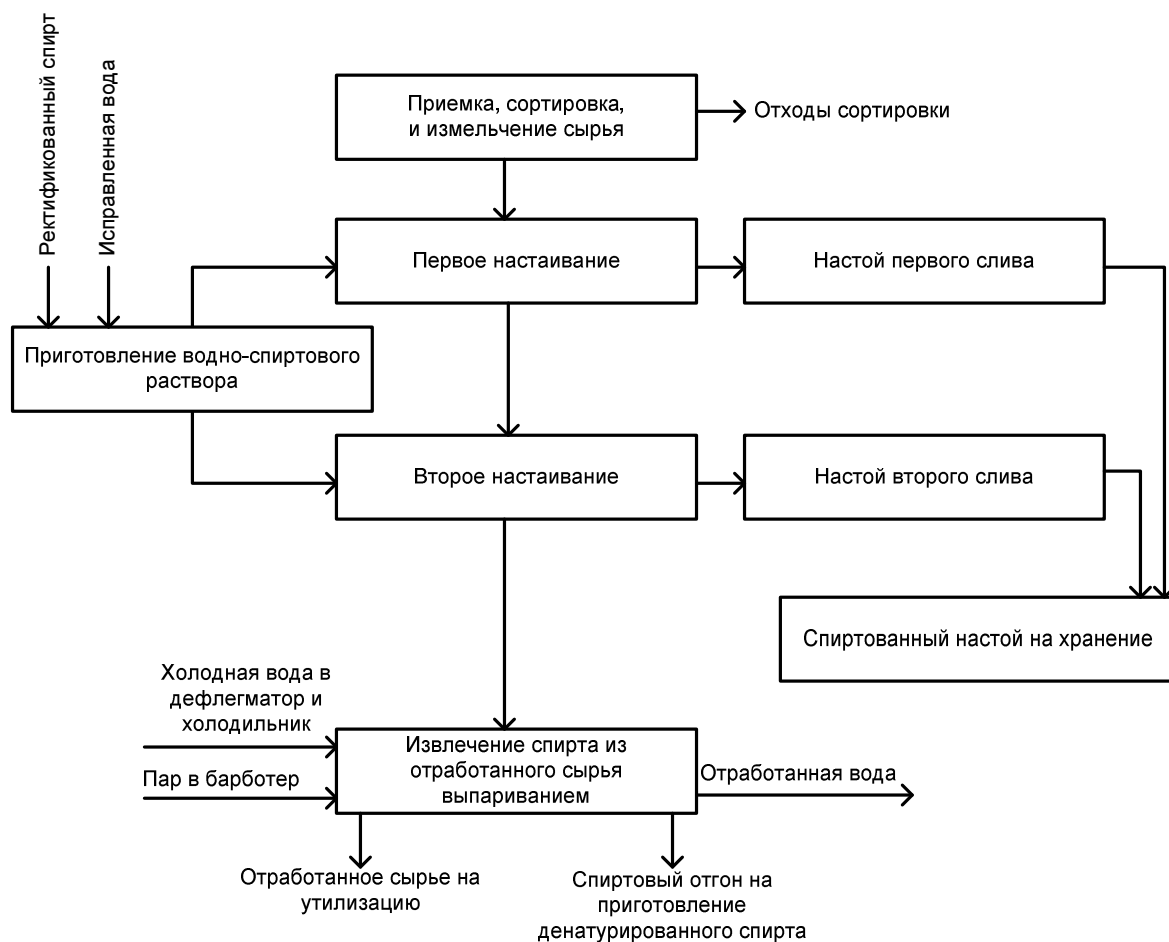 Ректификованный спирт
Исправленная вода
Приемка, сортировка,
и измельчение сырья
Отходы сортировки
Первое настаивание
Настой первого слива
Приготовление водно-спиртового
раствора
Второе настаивание
Настой второго слива
Спиртованный настой на хранение
Холодная вода в
дефлегматор и
холодильник
Пар в барботер
Извлечение спирта из
отработанного сырья
выпариванием
Отработанная вода
Отработанное сырье на
утилизацию
Спиртовый отгон на
приготовление
денатурированного спирта